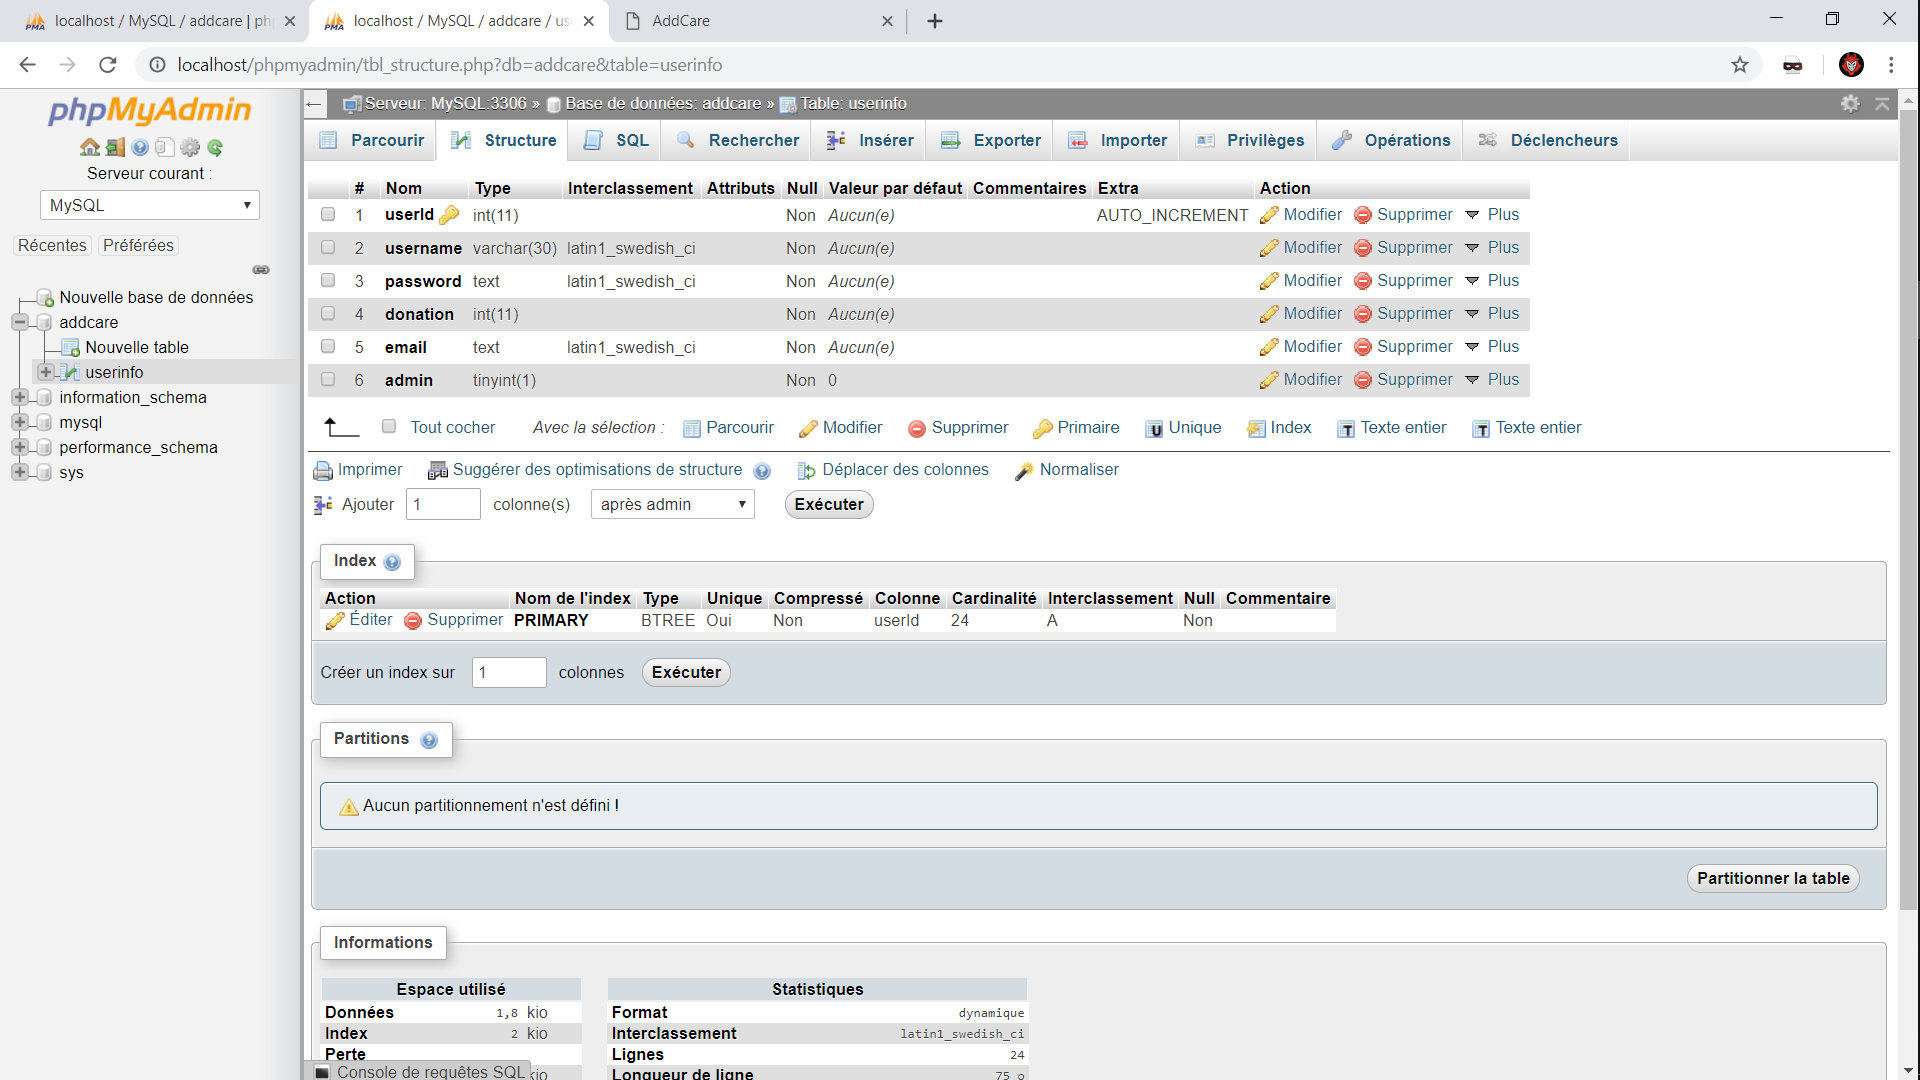 localhost / MySQL / addcare | ph
localhost / MySQL / addcare / us
AddCare
localhost/phpmyadmin/tbl_structure.php?db=addcare&table=userinfo
phpMyAdmin
Serveur courant :
MySQL
Récentes Préférées
Nouvelle base de données
addcare
Nouvelle table
userinfo
information_schema
mysql
performance_schema
sys
← Serveur: MySQL:3306 » Base de données: addcare » Table: userinfo
Parcourir Structure SQL Rechercher Insérer Exporter Importer Privilèges Opérations Déclencheurs
# Nom Type Interclassement Attributs Null Valeur par défaut Commentaires Extra Action
1 userId int(11) Non Aucun(e) AUTO_INCREMENT Modifier Supprimer Plus
2 username varchar(30) latin1_swedish_ci Non Aucun(e) Modifier Supprimer Plus
3 password text latin1_swedish_ci Non Aucun(e) Modifier Supprimer Plus
4 donation int(11) Non Aucun(e) Modifier Supprimer Plus
5 email text latin1_swedish_ci Non Aucun(e) Modifier Supprimer Plus
6 admin tinyint(1) Non 0 Modifier Supprimer Plus
Tout cocher Avec la sélection : Parcourir Modifier Supprimer Primaire Unique Index Texte entier Texte entier
Imprimer Suggérer des optimisations de structure Déplacer des colonnes Normaliser
Ajouter 1 colonne(s) après admin Exécuter
Index
Action Nom de l'index Type Unique Compressé Colonne Cardinalité Interclassement Null Commentaire
Éditer Supprimer PRIMARY BTREE Oui Non userId 24 A Non
Créer un index sur 1 colonnes Exécuter
Partitions
Aucun partitionnement n'est défini !
Partitionner la table
Informations
Espace utilisé
Données 1,8 kio
Index 2 kio
Perte
kio
Statistiques
Format dynamique
Interclassement latin1_swedish_ci
Lignes 24
Longueur de ligne 75 o
Console de requêtes SQL